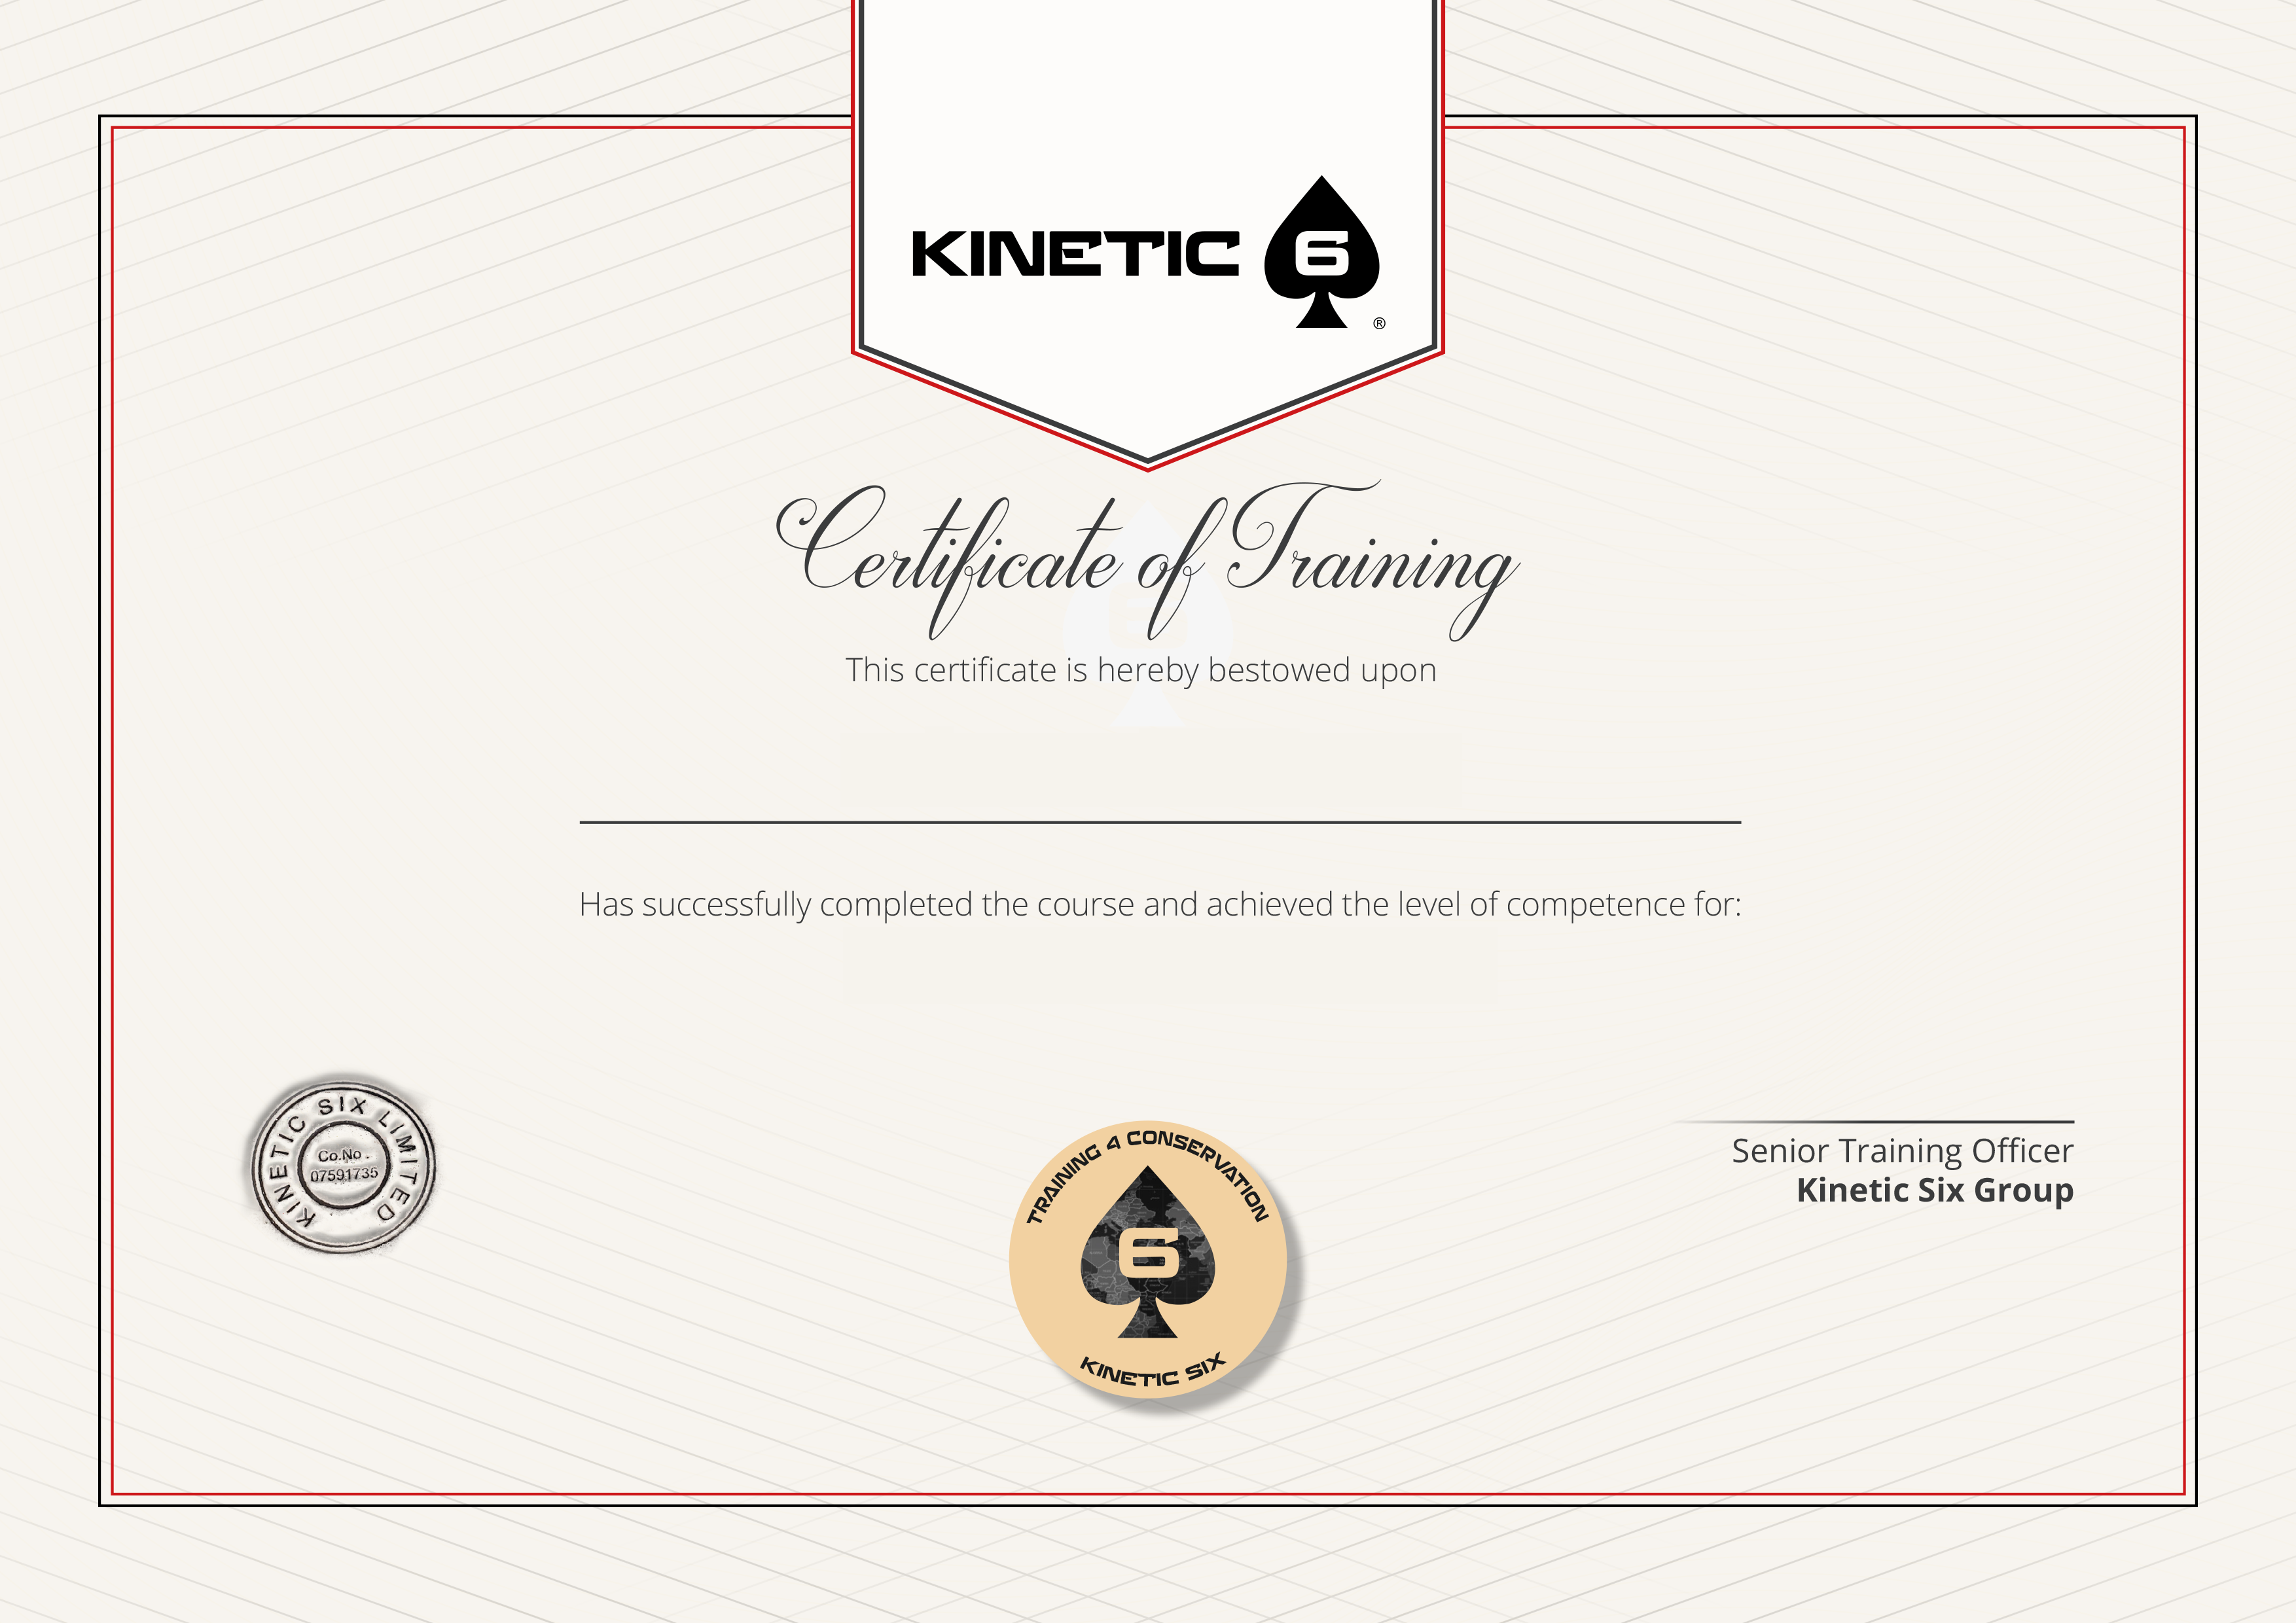 KINETIC 6
®
Certificate of Training
This certificate is hereby bestowed upon
Has successfully completed the course and achieved the level of competence for:
KINETIC SIX LIMITED
Co.No.
07591735
TRAINING 4 CONSERVATION
6
KINETIC SIX
Senior Training Officer
Kinetic Six Group